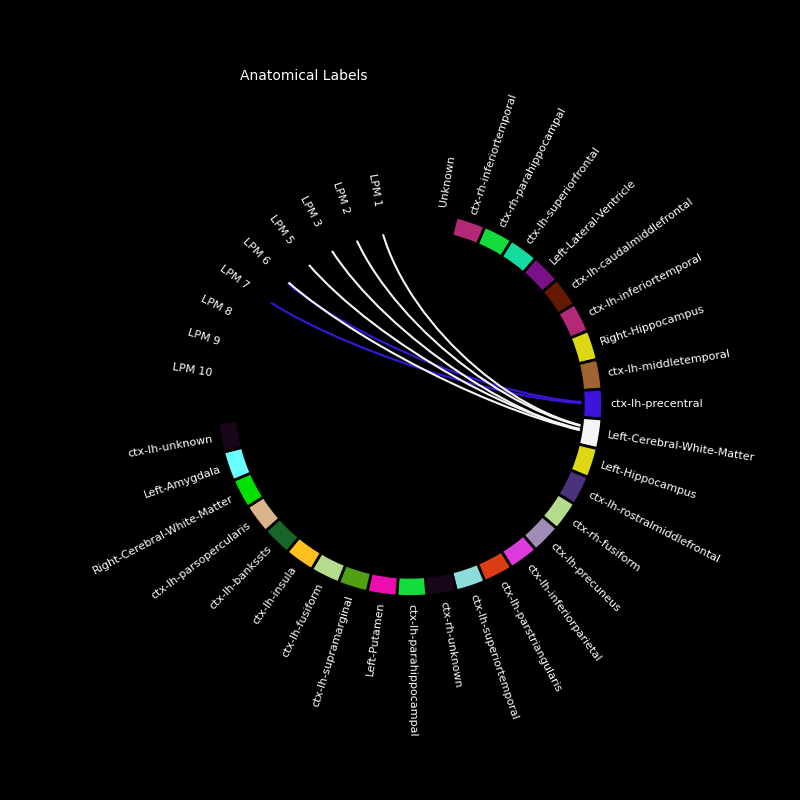 Anatomical Labels
Unknown
ctx-rh-inferiortemporal
ctx-rh-parahippocampal
ctx-lh-superiorfrontal
Left-Lateral-Ventricle
ctx-lh-caudalmiddlefrontal
ctx-lh-inferiortemporal
Right-Hippocampus
ctx-lh-middletemporal
ctx-lh-precentral
Left-Cerebral-White-Matter
Left-Hippocampus
ctx-lh-rostralmiddlefrontal
ctx-rh-fusiform
ctx-lh-precuneus
ctx-lh-inferiorparietal
ctx-lh-parstriangularis
ctx-lh-superiortemporal
ctx-rh-unknown
ctx-lh-parahippocampal
Left-Putamen
ctx-lh-supramarginal
ctx-lh-fusiform
ctx-lh-insula
ctx-lh-bankssts
ctx-lh-parsopercularis
Right-Cerebral-White-Matter
Left-Amygdala
ctx-lh-unknown
LPM 10
LPM 9
LPM 8
LPM 7
LPM 6
LPM 5
LPM 3
LPM 2
LPM 1